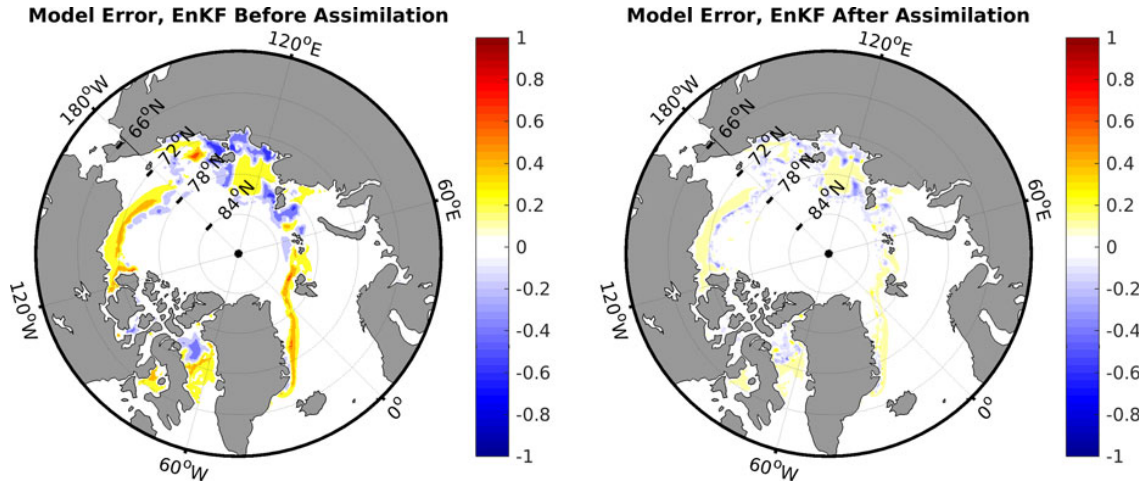 Model Error, EnKF Before Assimilation
120°E
180°W
66°N
72°N
78°N
84°N
60°E
120°W
0°
60°W
1
0.8
0.6
0.4
0.2
0
-0.2
-0.4
-0.6
-0.8
-1
Model Error, EnKF After Assimilation
120°E
180°W
66°N
72°N
78°N
84°N
60°E
120°W
0°
60°W
1
0.8
0.6
0.4
0.2
0
-0.2
-0.4
-0.6
-0.8
-1